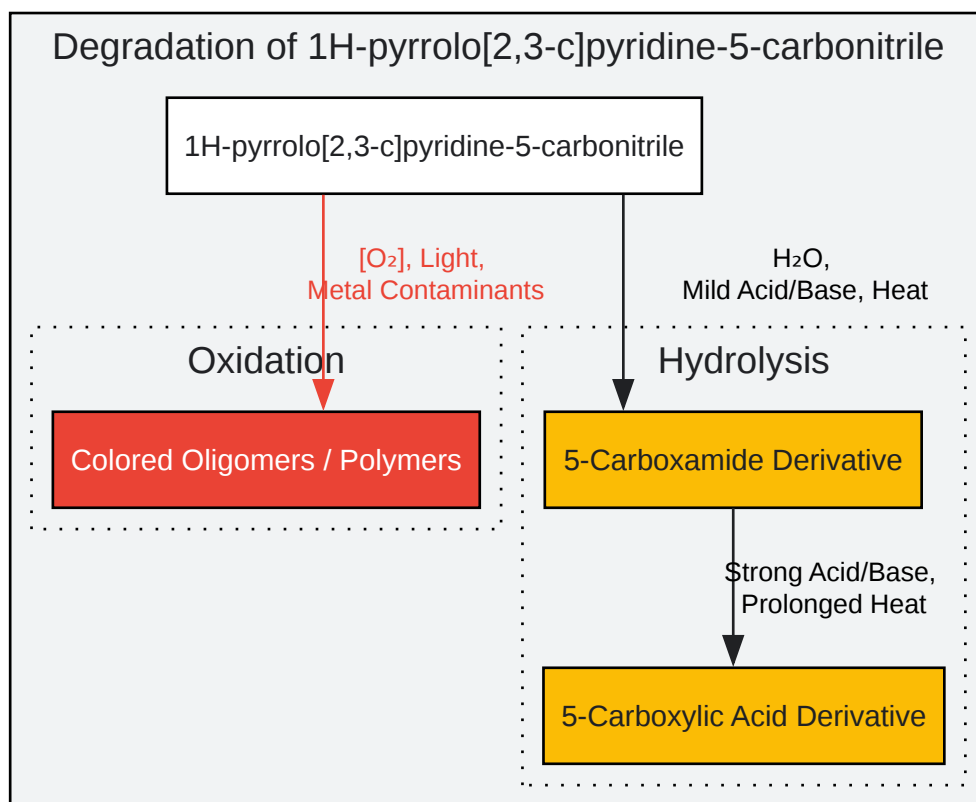 Degradation of 1H-pyrrolo[2,3-c]pyridine-5-carbonitrile
1H-pyrrolo[2,3-c]pyridine-5-carbonitrile
[O₂], Light,
Metal Contaminants
H₂O,
Mild Acid/Base, Heat
Oxidation
Hydrolysis
Colored Oligomers / Polymers
5-Carboxamide Derivative
Strong Acid/Base,
Prolonged Heat
5-Carboxylic Acid Derivative